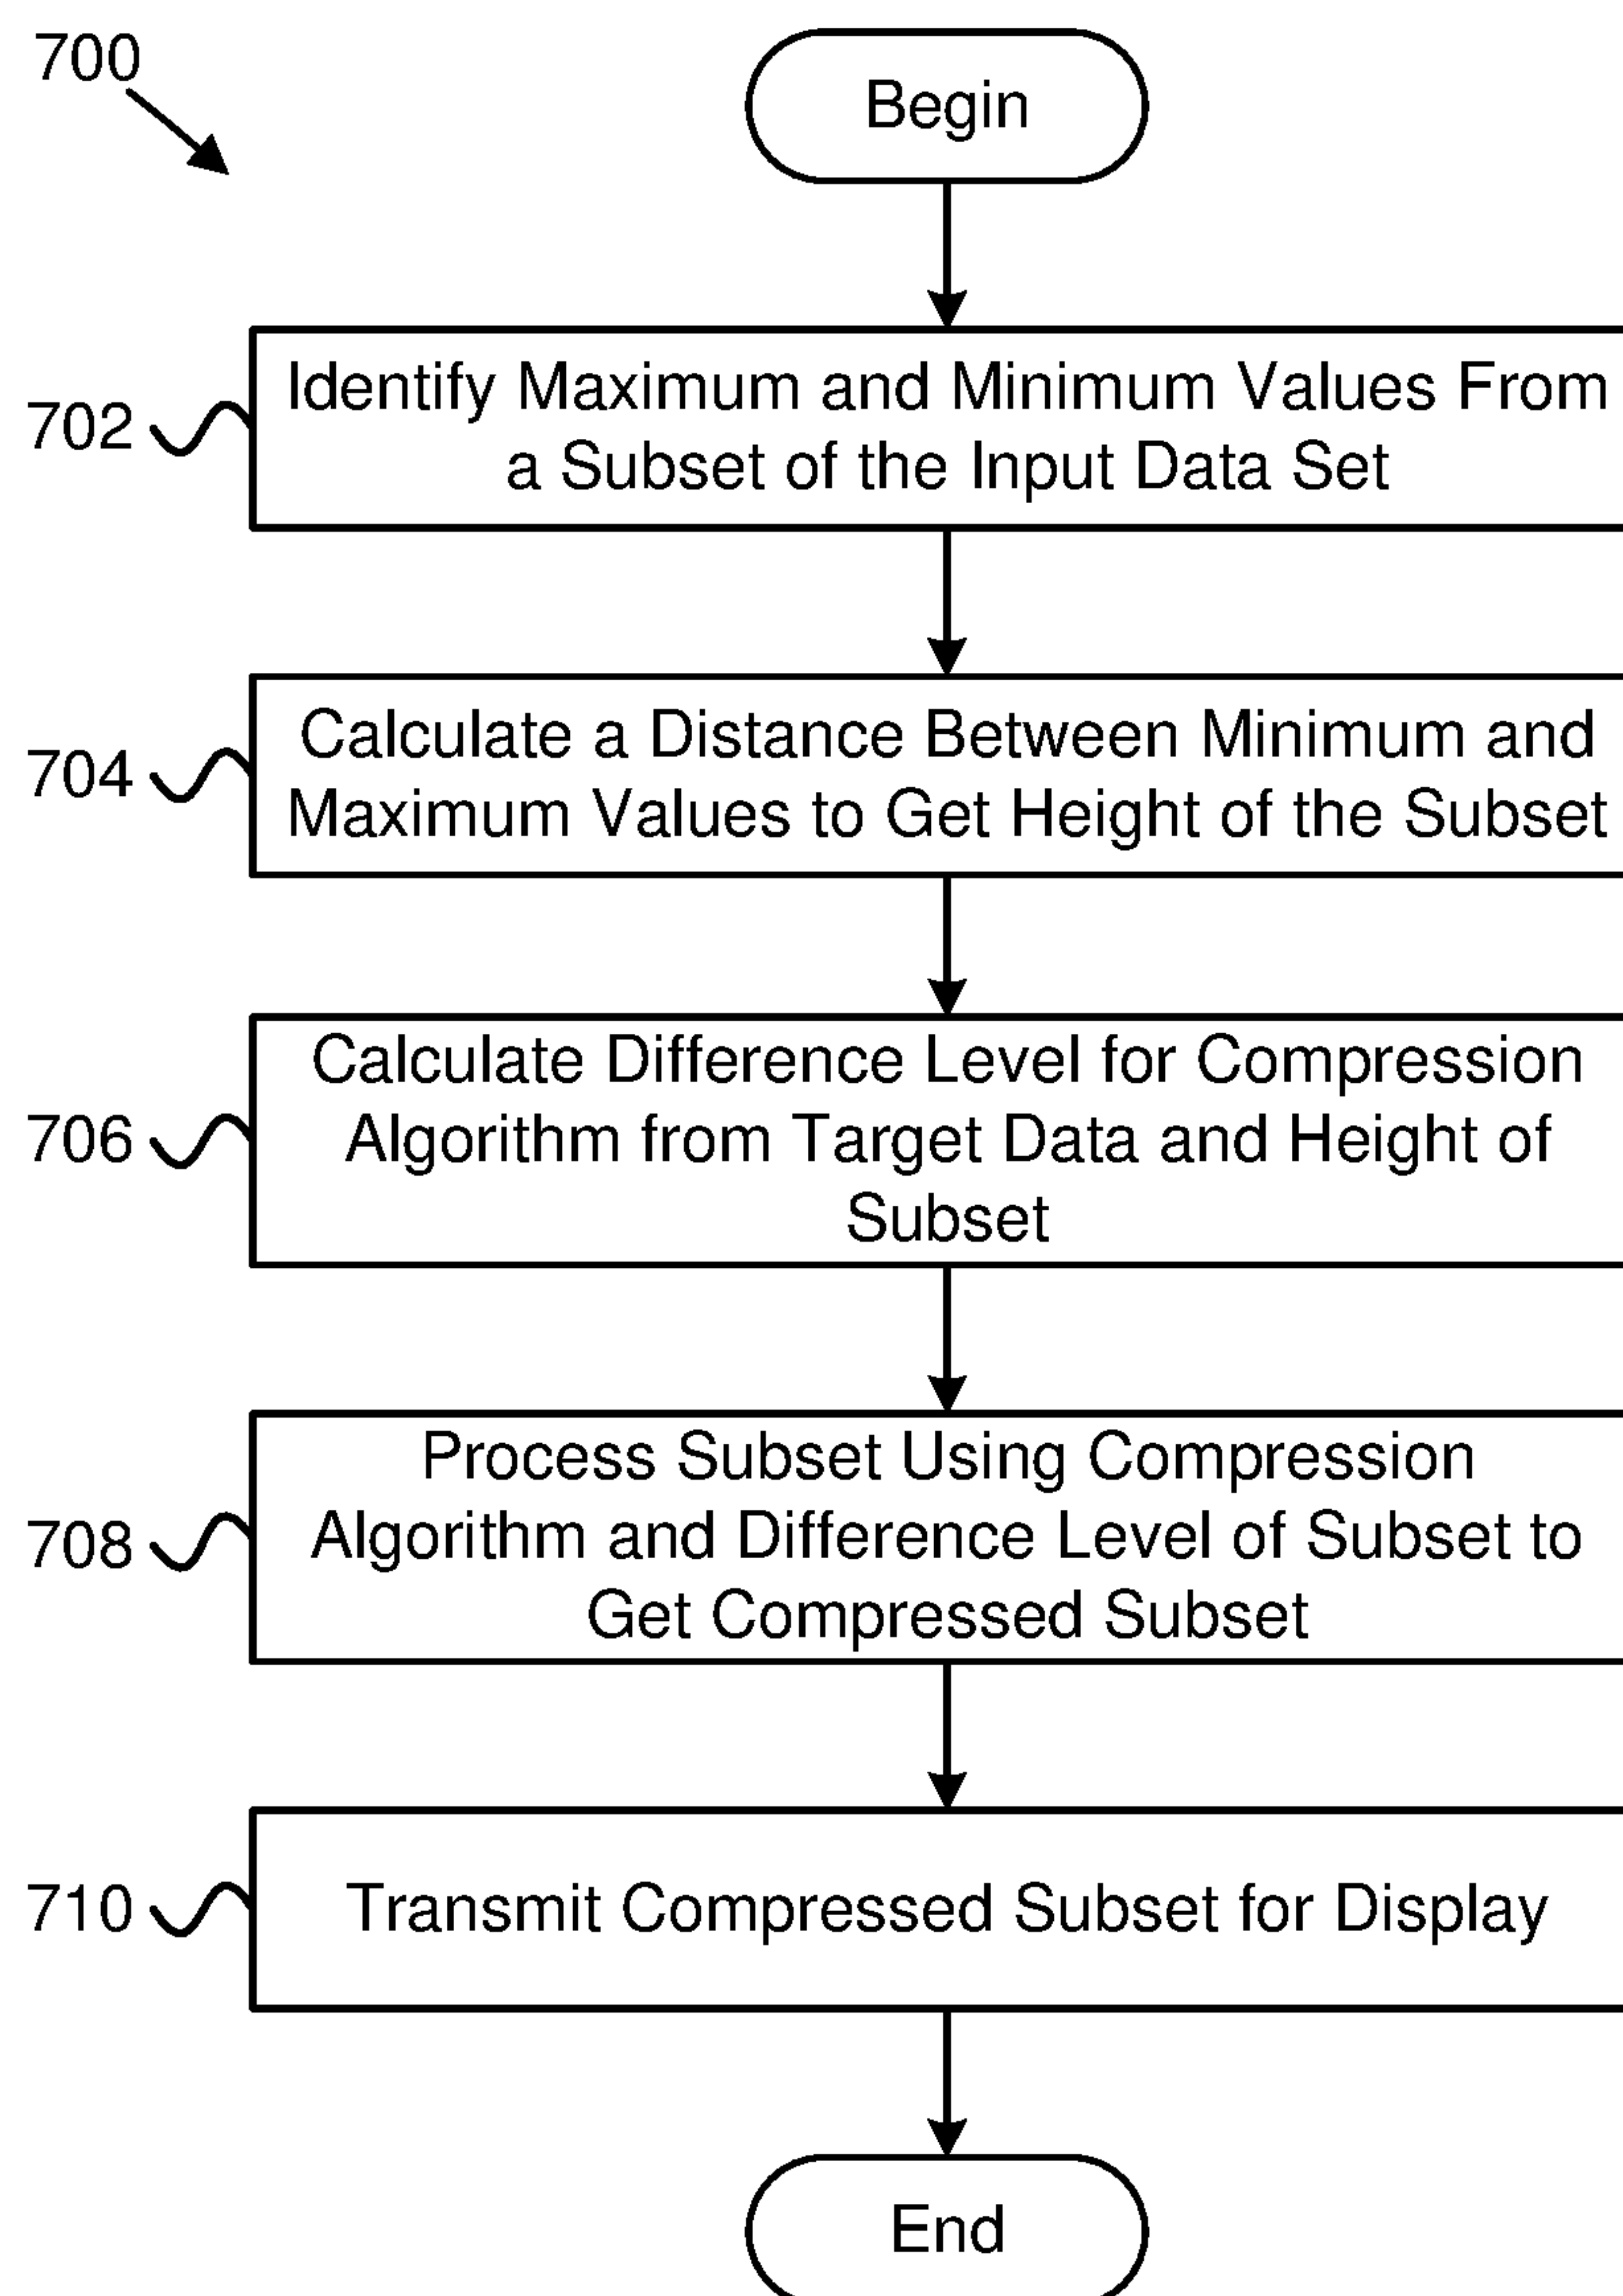 700
Begin
702
Identify Maximum and Minimum Values From
a Subset of the Input Data Set
704
Calculate a Distance Between Minimum and
Maximum Values to Get Height of the Subset
706
Calculate Difference Level for Compression
Algorithm from Target Data and Height of
Subset
708
Process Subset Using Compression
Algorithm and Difference Level of Subset to
Get Compressed Subset
710
Transmit Compressed Subset for Display
End